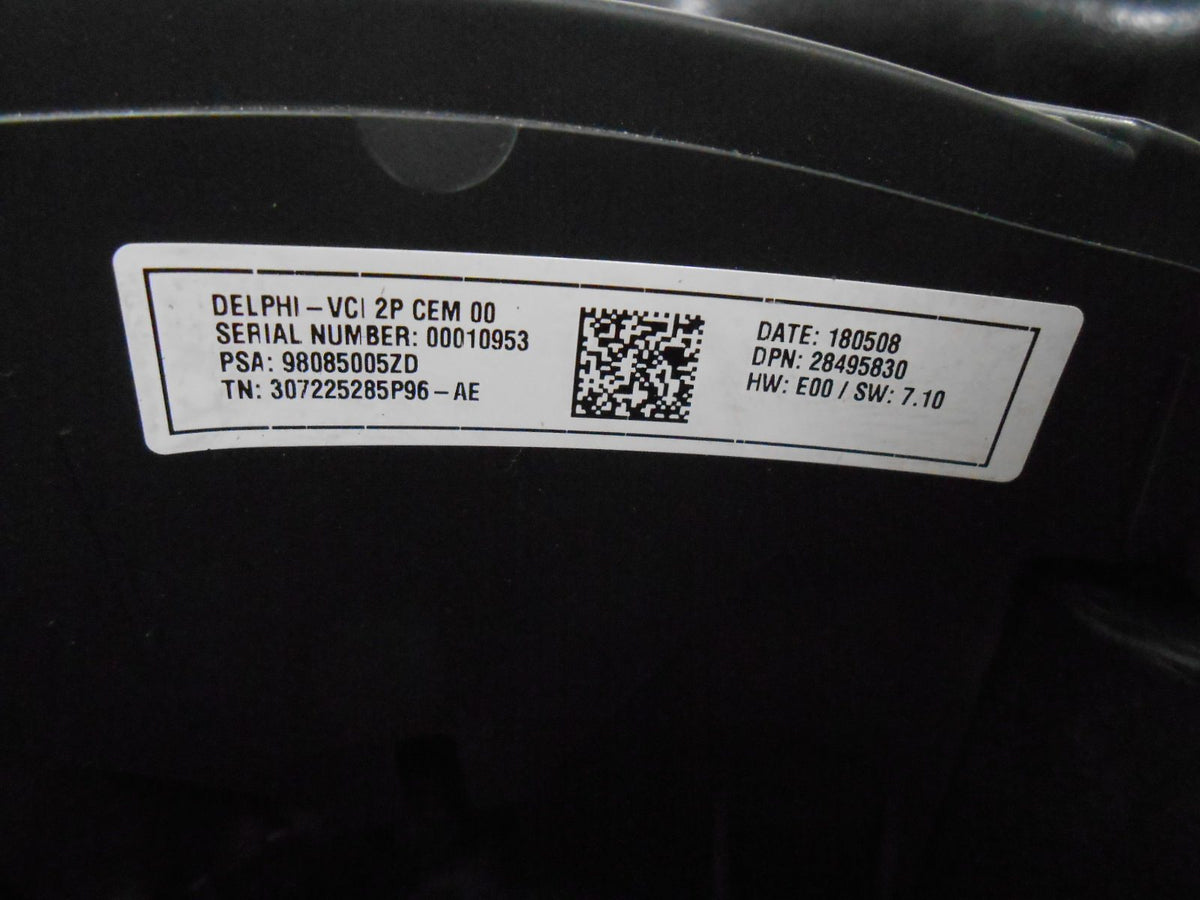 DELPHI – VCI 2P CEM 00
SERIAL NUMBER: 00010953
PSA: 98085005ZD
TN: 307225285P96 – AE
DATE: 180508
DPN: 28495830
HW: E00 / SW: 7.10